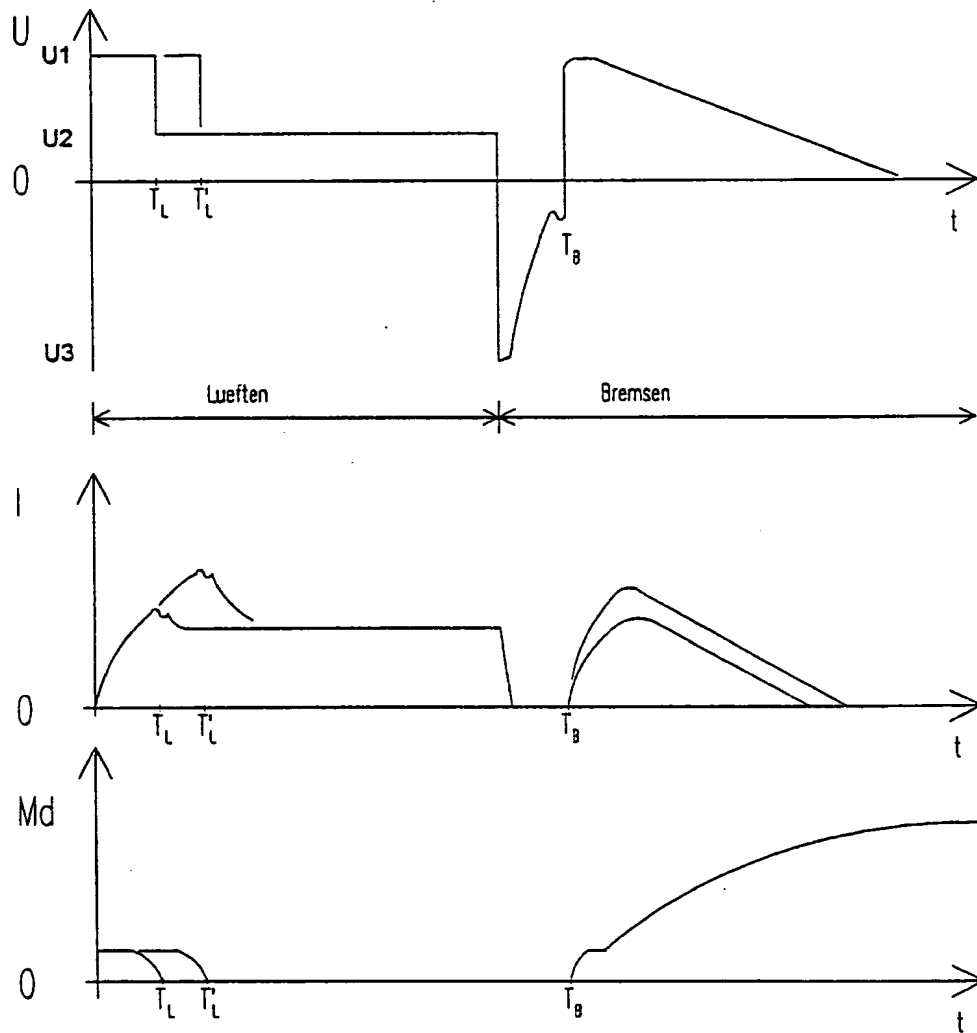 U
U1
U2
0
T_L T'_L
T_B
t
U3
Lueften Bremsen
I
0
T_L T'_L T_B
t
Md
0
T_L T'_L T_B
t